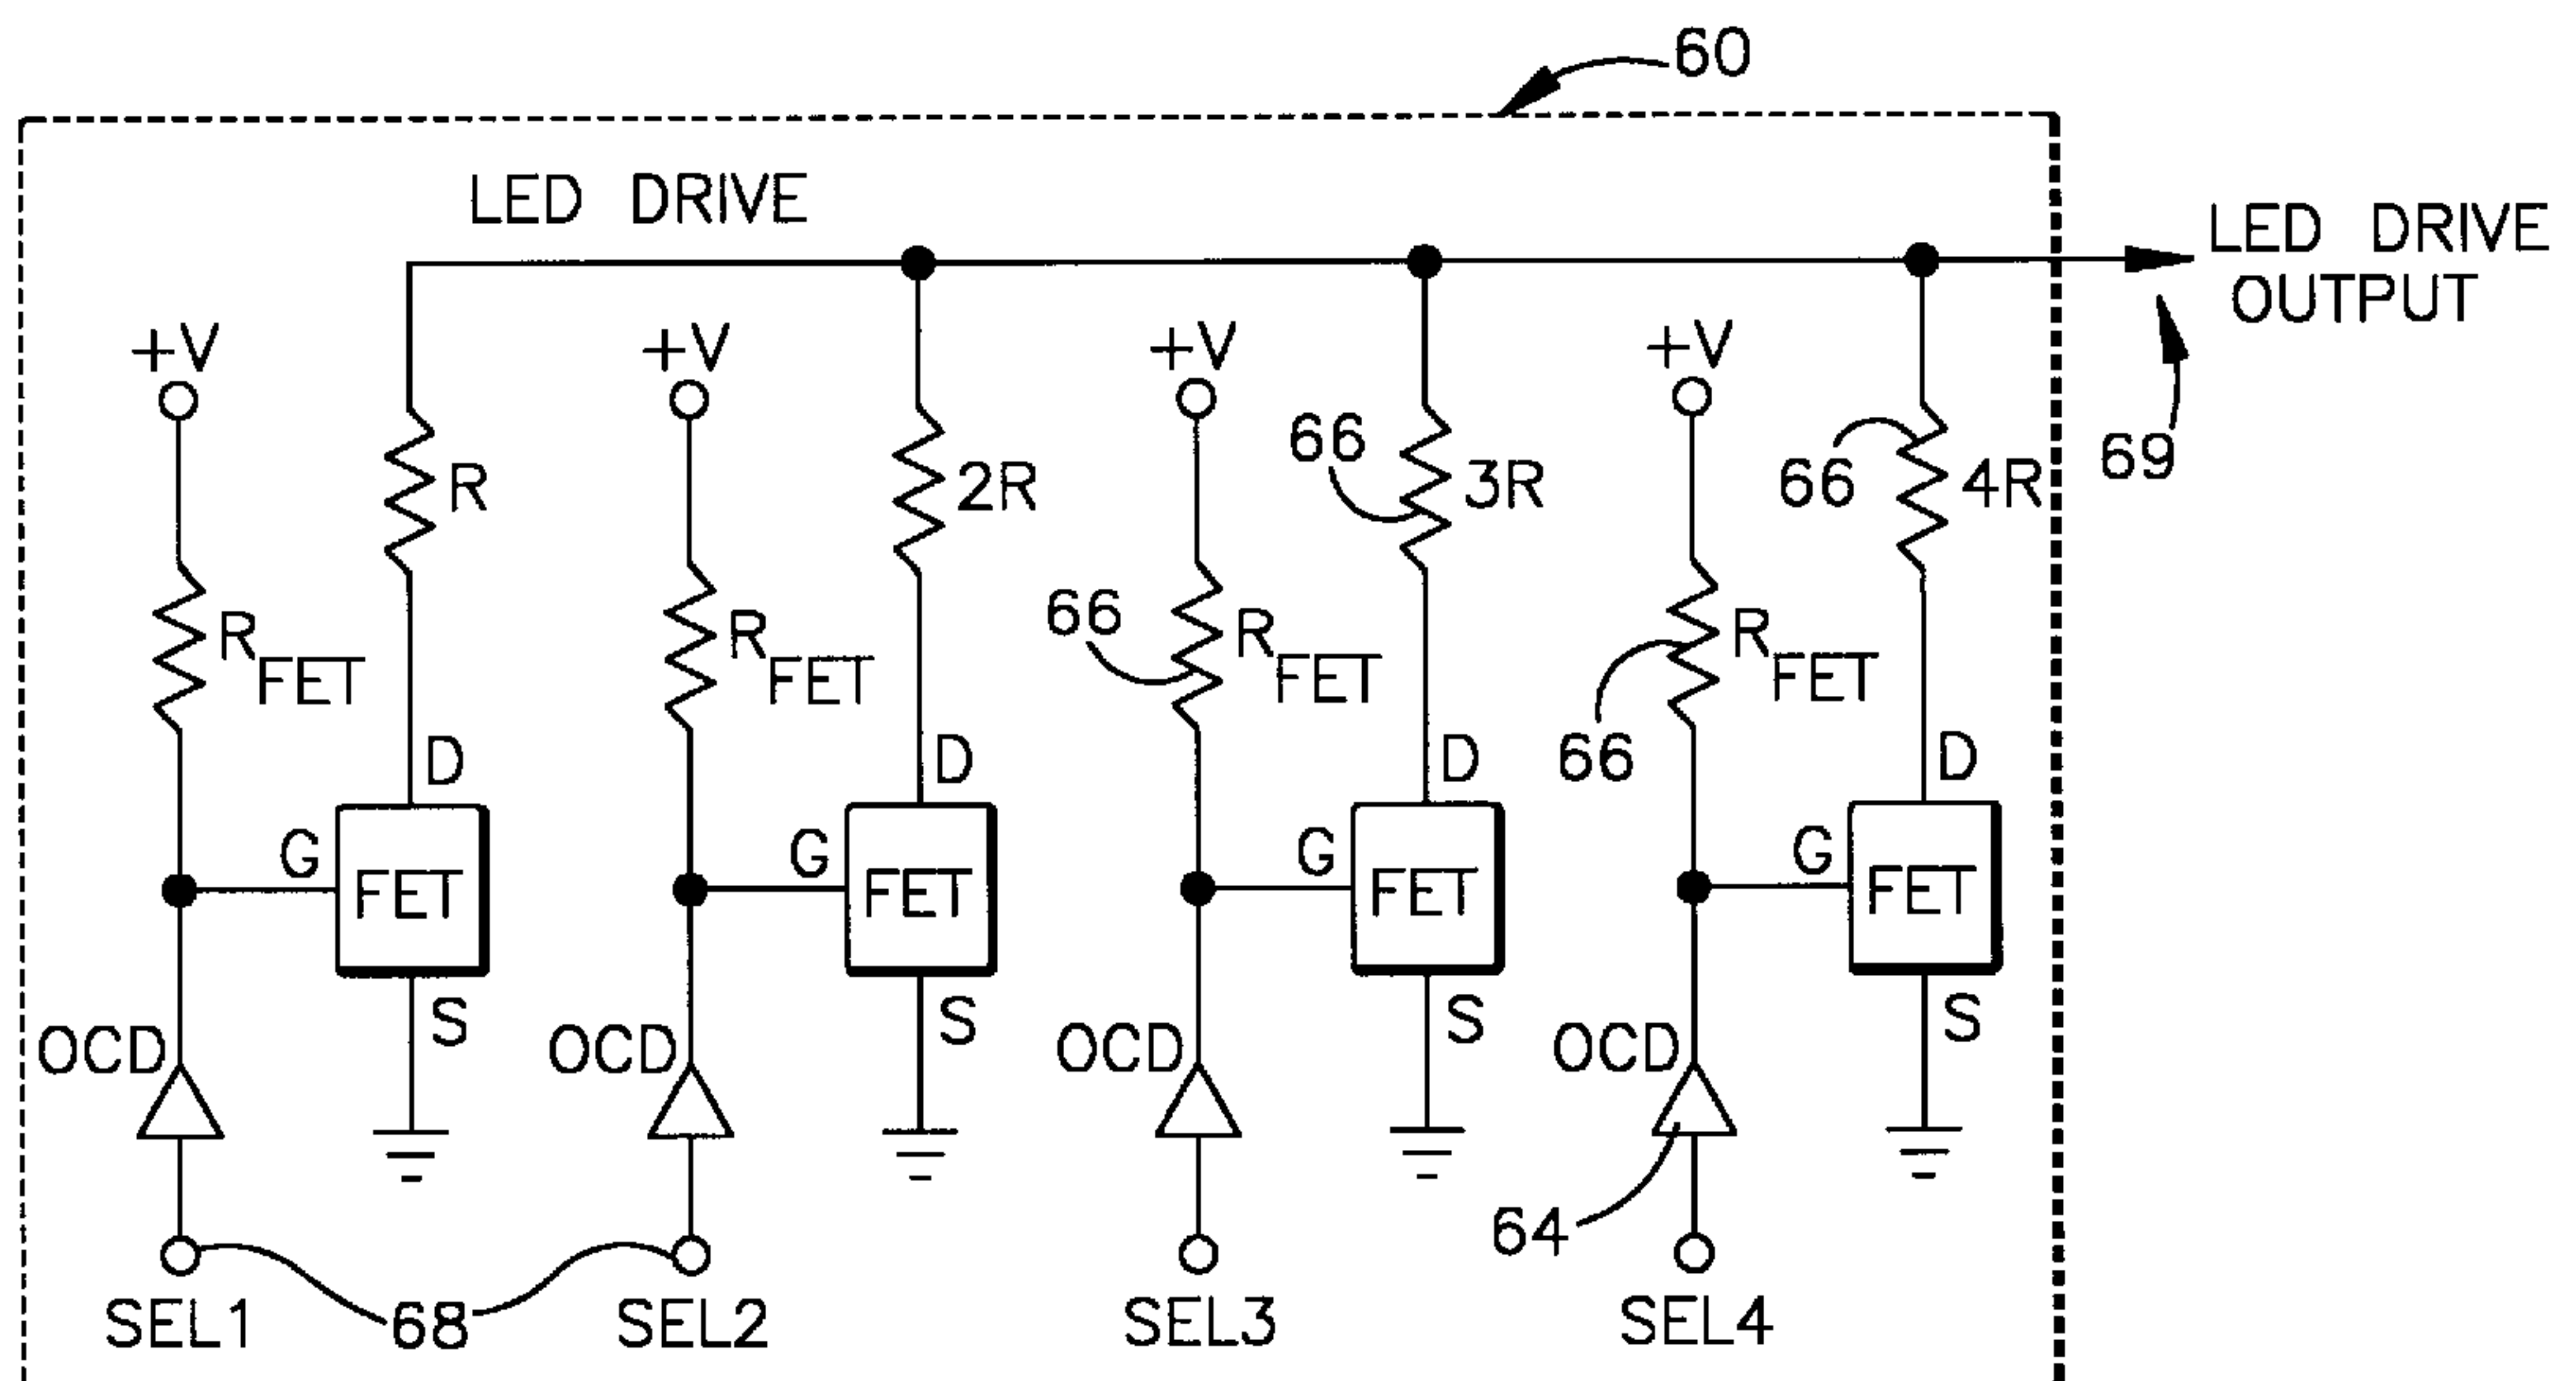 60
LED DRIVE
LED DRIVE
OUTPUT
+V
+V
+V
+V
69
R
2R
66
3R
66
4R
R FET
R FET
66
R FET
66
R FET
D
D
D
D
G
FET
G
FET
G
FET
G
FET
S
S
S
S
OCD
OCD
OCD
OCD
64
SEL1
68
SEL2
SEL3
SEL4